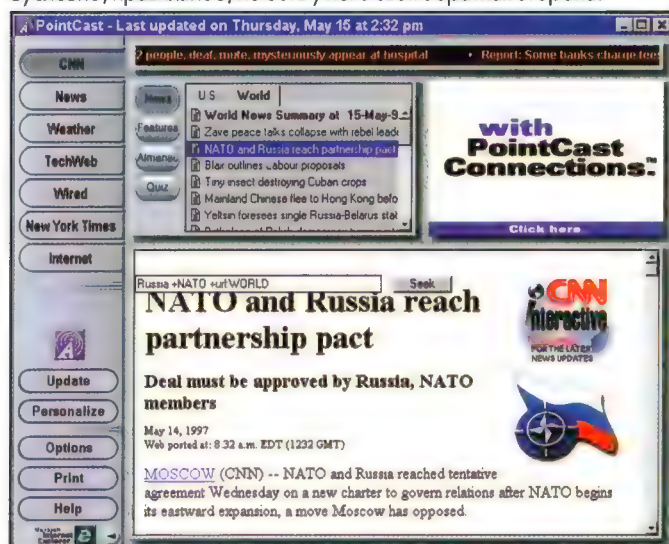 PointCast - Last updated on Thursday, May 15 at 2:32 pm
CNN
2 people, deaf, mute, mysteriously appear at hospital • Report: Some banks charge fees
News
Weather
TechWeb
Wired
New York Times
Internet
Update
Personalize
Options
Print
Help
Microsoft
Internet
Explorer
News
Features
Almanac
Quiz
US World
World News Summary at 15-May-9
Zave peace talks collapse with rebel leade
NATO and Russia reach partnership pact
Blair outlines Labour proposals
Tiny insect destroying Cuban crops
Mainland Chinese flee to Hong Kong befo
Yeltsin foresees single Russia-Belarus stat
with
PointCast
Connections.™
Click here
Russia +NATO +url:WORLD Seek
NATO and Russia reach
partnership pact
CNN
Interactive
FOR THE LATEST
NEWS UPDATES
Deal must be approved by Russia, NATO
members
May 14, 1997
Web posted at: 8:32 a.m. EDT (1232 GMT)
MOSCOW (CNN) -- NATO and Russia reached tentative
agreement Wednesday on a new charter to govern relations after NATO begins
its eastward expansion, a move Moscow has opposed.